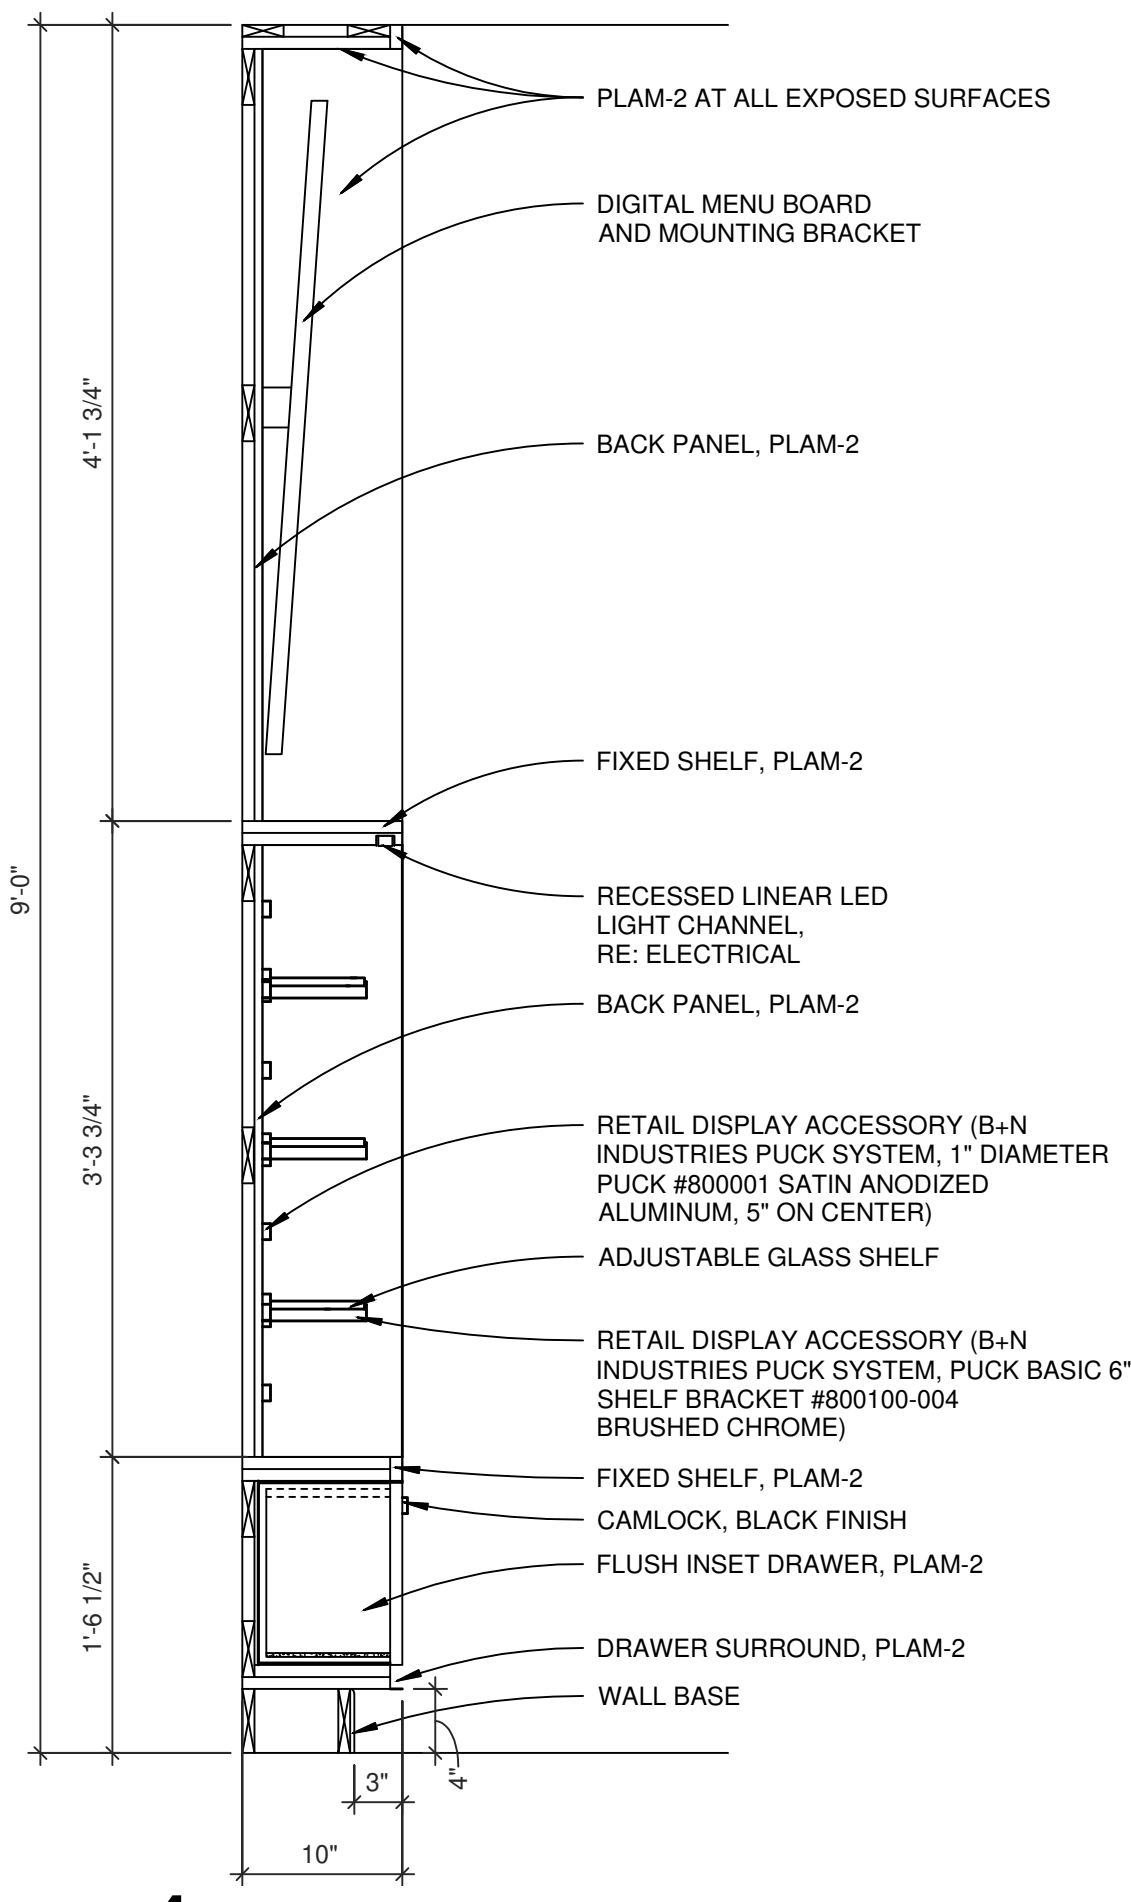 PLAM-2 AT ALL EXPOSED SURFACES
DIGITAL MENU BOARD
AND MOUNTING BRACKET
4'-1 3/4"
BACK PANEL, PLAM-2
FIXED SHELF, PLAM-2
9'-0"
RECESSED LINEAR LED
LIGHT CHANNEL,
RE: ELECTRICAL
BACK PANEL, PLAM-2
3'-3 3/4"
RETAIL DISPLAY ACCESSORY (B+N
INDUSTRIES PUCK SYSTEM, 1" DIAMETER
PUCK #800001 SATIN ANODIZED
ALUMINUM, 5" ON CENTER)
ADJUSTABLE GLASS SHELF
RETAIL DISPLAY ACCESSORY (B+N
INDUSTRIES PUCK SYSTEM, PUCK BASIC 6"
SHELF BRACKET #800100-004
BRUSHED CHROME)
FIXED SHELF, PLAM-2
CAMLOCK, BLACK FINISH
FLUSH INSET DRAWER, PLAM-2
1'-6 1/2"
DRAWER SURROUND, PLAM-2
WALL BASE
4"
3"
10"